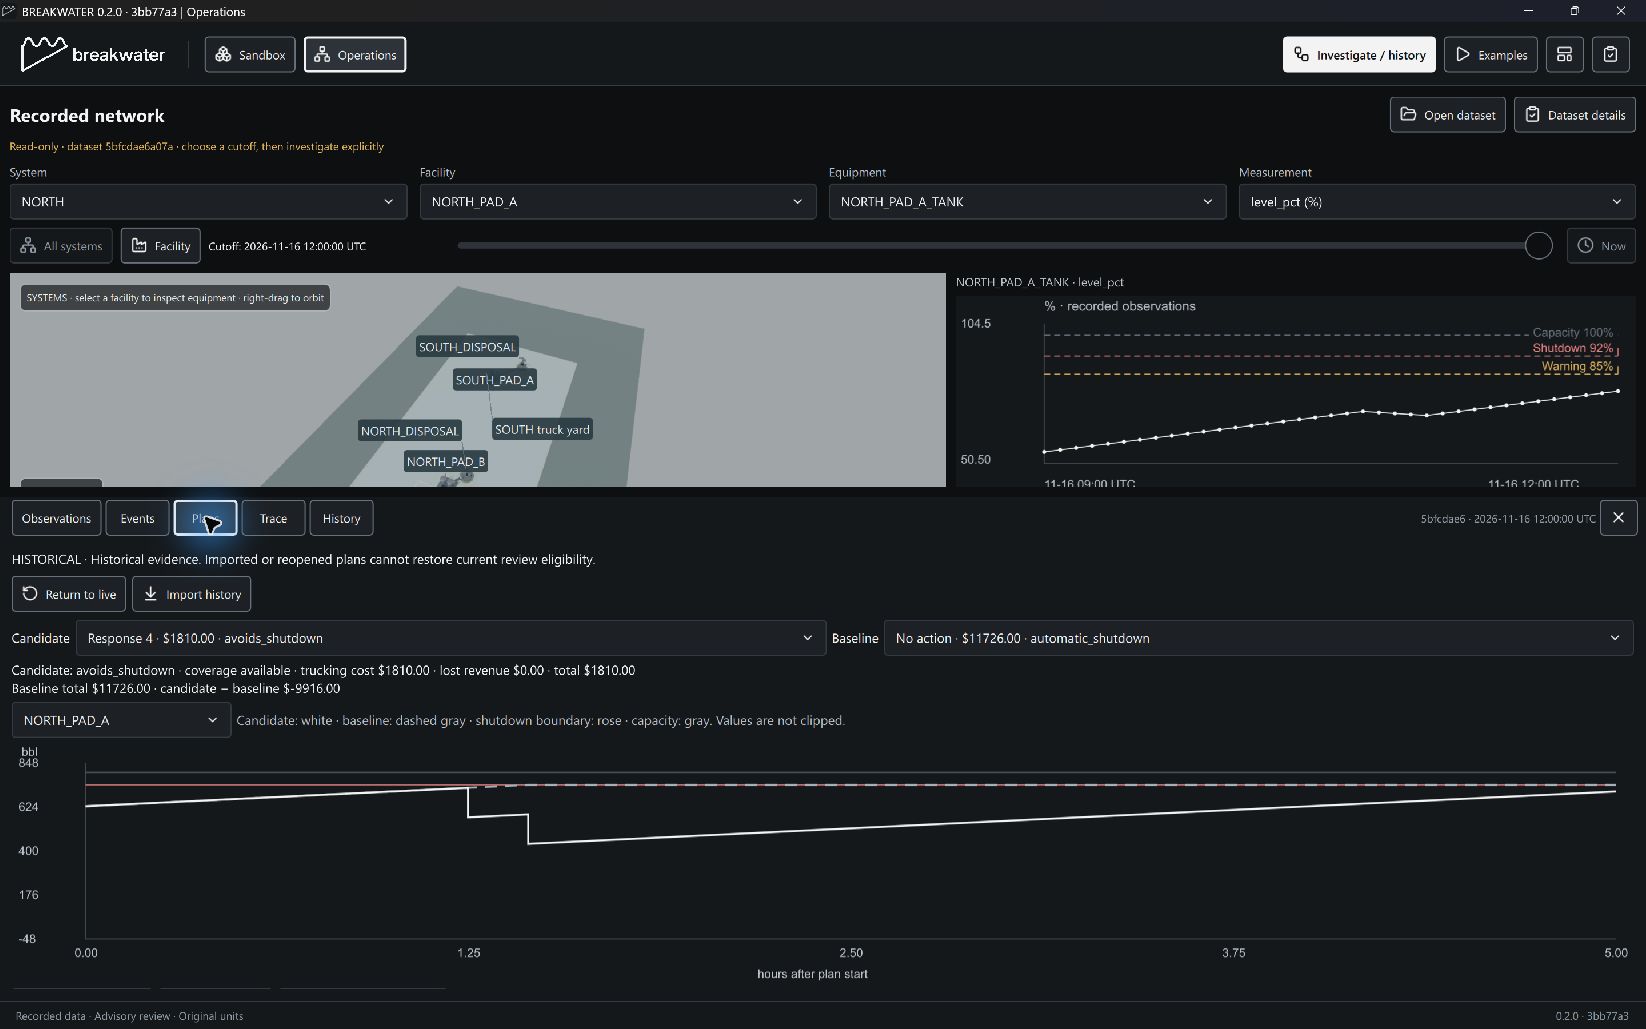 BREAKWATER 0.2.0 · 3bb77a3 | Operations
breakwater
Sandbox
Operations
Investigate / history
Examples
Recorded network
Open dataset
Dataset details
Read-only · dataset 5bfcdae6a07a · choose a cutoff, then investigate explicitly
System
Facility
Equipment
Measurement
NORTH
NORTH_PAD_A
NORTH_PAD_A_TANK
level_pct (%)
All systems
Facility
Cutoff: 2026-11-16 12:00:00 UTC
Now
SYSTEMS · select a facility to inspect equipment · right-drag to orbit
SOUTH_DISPOSAL
SOUTH_PAD_A
NORTH_DISPOSAL
SOUTH truck yard
NORTH_PAD_B
NORTH_PAD_A_TANK · level_pct
% · recorded observations
104.5
Capacity 100%
Shutdown 92%
Warning 85%
50.50
11-16 09:00 UTC
11-16 12:00 UTC
Observations
Events
Trace
History
5bfcdae6 · 2026-11-16 12:00:00 UTC
HISTORICAL · Historical evidence. Imported or reopened plans cannot restore current review eligibility.
Return to live
Import history
Candidate
Response 4 · $1810.00 · avoids_shutdown
Baseline
No action · $11726.00 · automatic_shutdown
Candidate: avoids_shutdown · coverage available · trucking cost $1810.00 · lost revenue $0.00 · total $1810.00
Baseline total $11726.00 · candidate − baseline $-9916.00
NORTH_PAD_A
Candidate: white · baseline: dashed gray · shutdown boundary: rose · capacity: gray. Values are not clipped.
bbl
848
624
400
176
-48
0.00
1.25
2.50
3.75
5.00
hours after plan start
Recorded data · Advisory review · Original units
0.2.0 · 3bb77a3